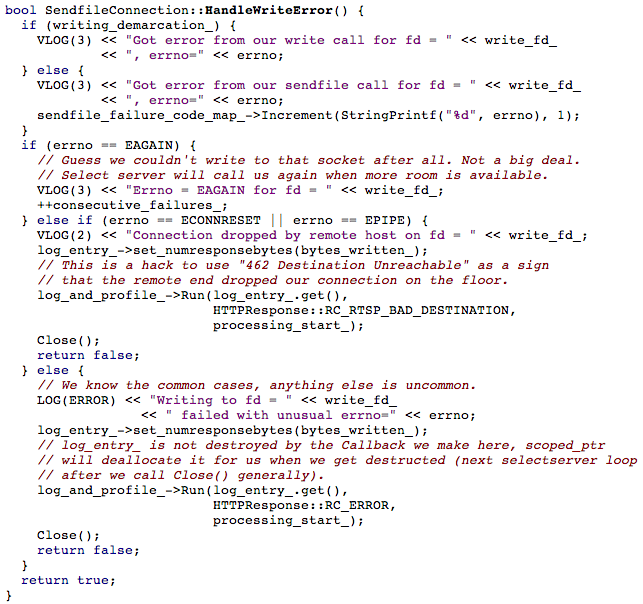 bool SendfileConnection::HandleWriteError() {
  if (writing_demarcation_) {
    VLOG(3) << "Got error from our write call for fd = " << write_fd_
            << ", errno=" << errno;
  } else {
    VLOG(3) << "Got error from our sendfile call for fd = " << write_fd_
            << ", errno=" << errno;
    sendfile_failure_code_map_->Increment(StringPrintf("%d", errno), 1);
  }
  if (errno == EAGAIN) {
    // Guess we couldn't write to that socket after all. Not a big deal.
    // Select server will call us again when more room is available.
    VLOG(3) << "Errno = EAGAIN for fd = " << write_fd_;
    ++consecutive_failures_;
  } else if (errno == ECONNRESET || errno == EPIPE) {
    VLOG(2) << "Connection dropped by remote host on fd = " << write_fd_;
    log_entry_->set_numresponsebytes(bytes_written_);
    // This is a hack to use "462 Destination Unreachable" as a sign
    // that the remote end dropped our connection on the floor.
    log_and_profile_->Run(log_entry_.get(),
                          HTTPResponse::RC_RTSP_BAD_DESTINATION,
                          processing_start_);
    Close();
    return false;
  } else {
    // We know the common cases, anything else is uncommon.
    LOG(ERROR) << "Writing to fd = " << write_fd_
                 << " failed with unusual errno=" << errno;
    log_entry_->set_numresponsebytes(bytes_written_);
    // log_entry_ is not destroyed by the Callback we make here, scoped_ptr
    // will deallocate it for us when we get destructed (next selectserver loop
    // after we call Close() generally).
    log_and_profile_->Run(log_entry_.get(),
                          HTTPResponse::RC_ERROR,
                          processing_start_);
    Close();
    return false;
  }
  return true;
}